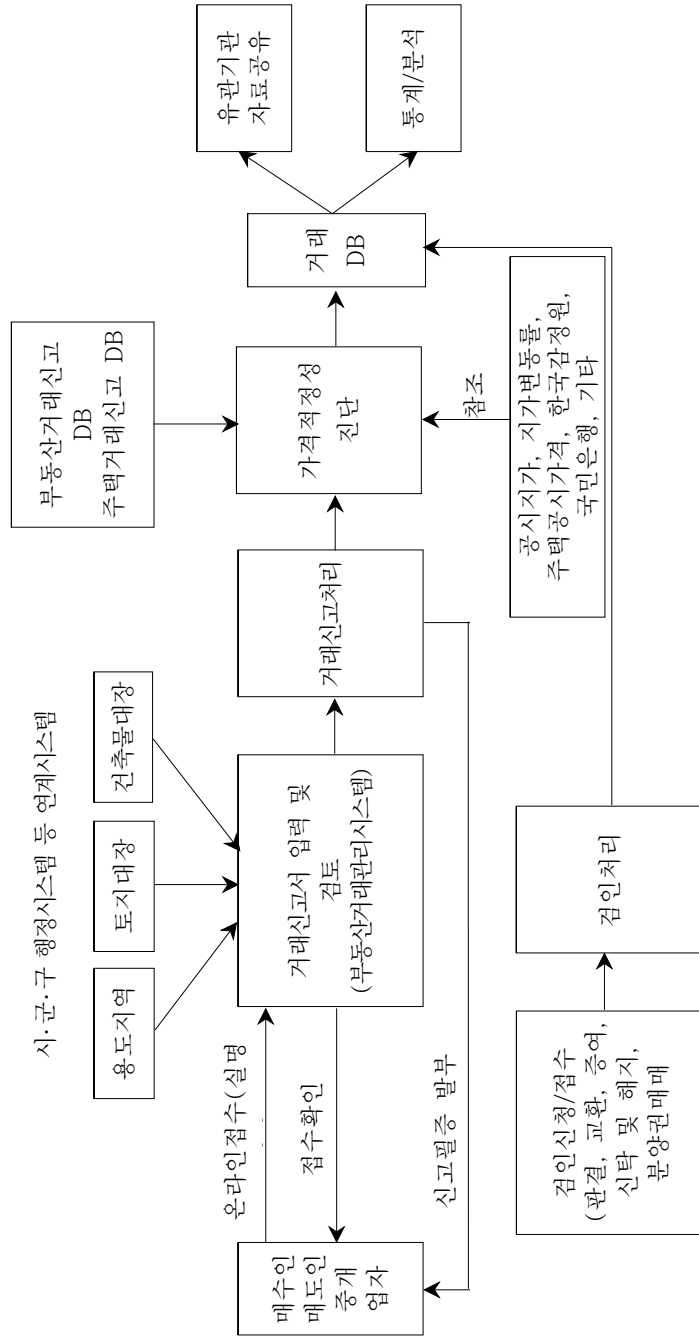 시·군·구 행정시스템 등 연계시스템
용도지역
토지대장
건축물대장
부동산거래신고
DB
주택거래신고 DB
매수인
매도인
중개
업자
온라인접수(실명
접수확인
신고필증 발부
거래신고서 입력 및
검토
(부동산거래관리시스템)
거래신고처리
가격적정성
진단
거래
DB
유관기관
자료공유
통계/분석
참조
공시지가, 지가변동률,
주택공시가격, 한국감정원,
국민은행, 기타
검인신청/접수
(판결, 교환, 증여,
신탁 및 해지,
분양권매매
검인처리